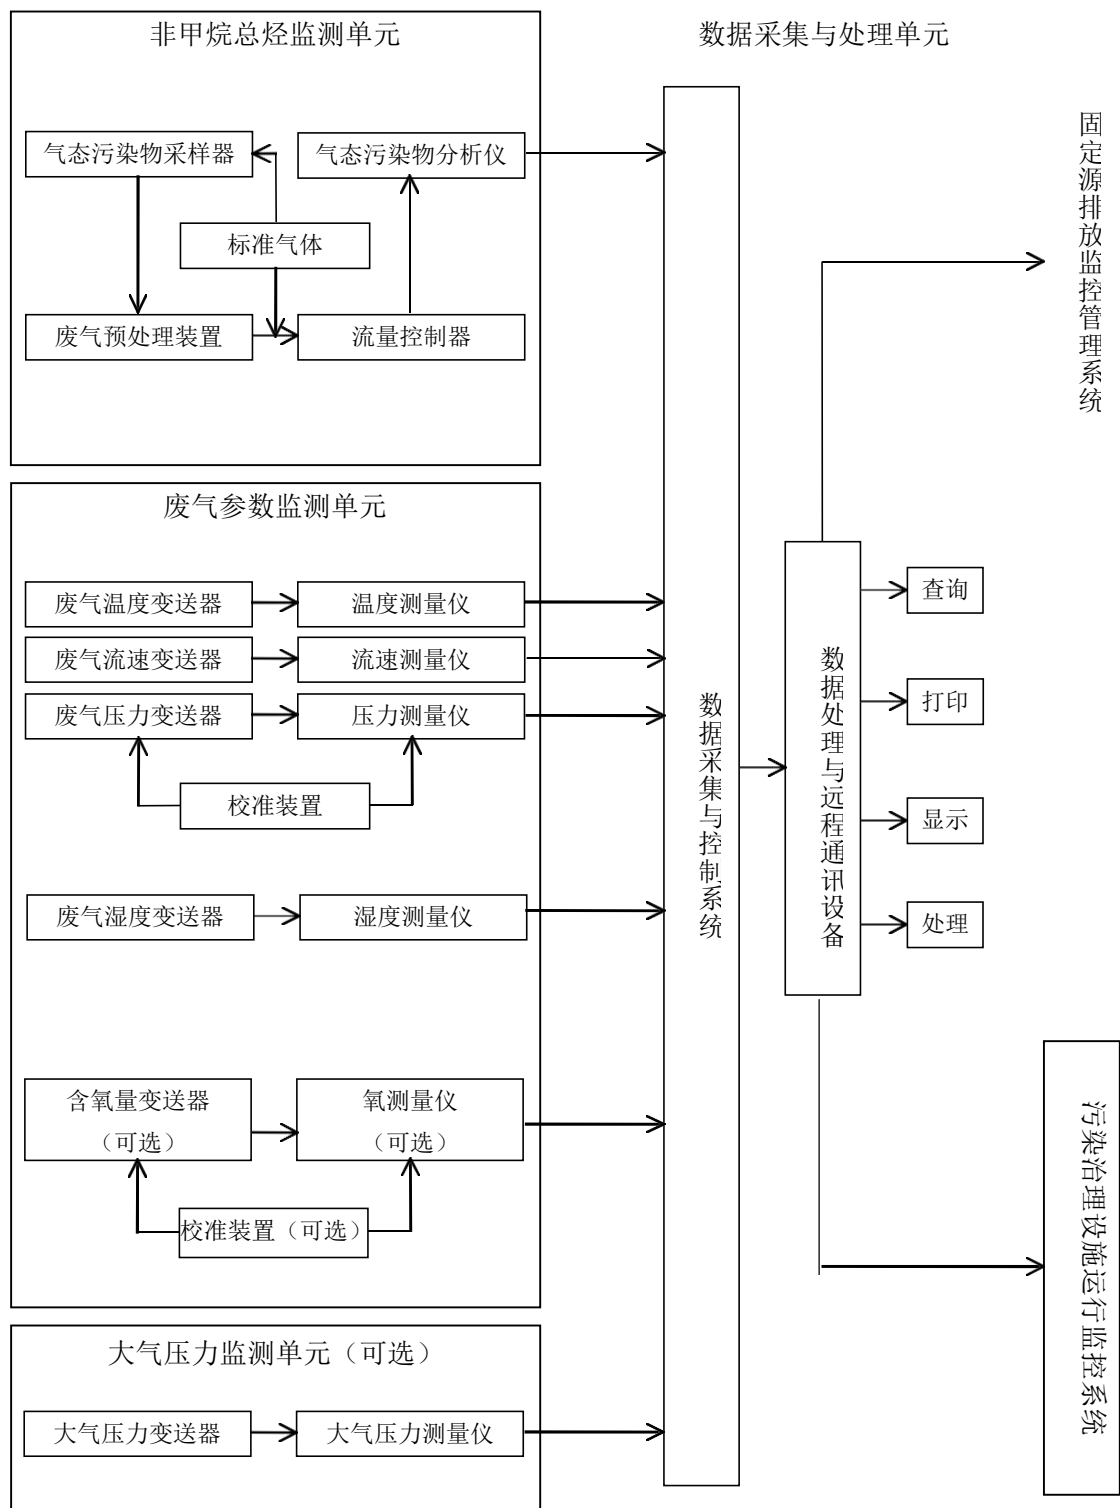 非甲烷总烃监测单元
数据采集与处理单元
气态污染物采样器
气态污染物分析仪
标准气体
废气预处理装置
流量控制器
固定源排放监控管理系统
废气参数监测单元
废气温度变送器
温度测量仪
废气流速变送器
流速测量仪
废气压力变送器
压力测量仪
校准装置
废气湿度变送器
湿度测量仪
含氧量变送器
（可选）
氧测量仪
（可选）
校准装置（可选）
大气压力监测单元（可选）
大气压力变送器
大气压力测量仪
数据采集与控制系统
数据处理与远程通讯设备
查询
打印
显示
处理
污染治理设施运行监控系统